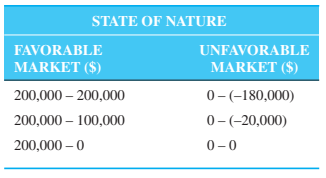 STATE OF NATURE
FAVORABLE UNFAVORABLE
MARKET ($) MARKET ($)
200,000 – 200,000 0 – (–180,000)
200,000 – 100,000 0 – (–20,000)
200,000 – 0 0 – 0